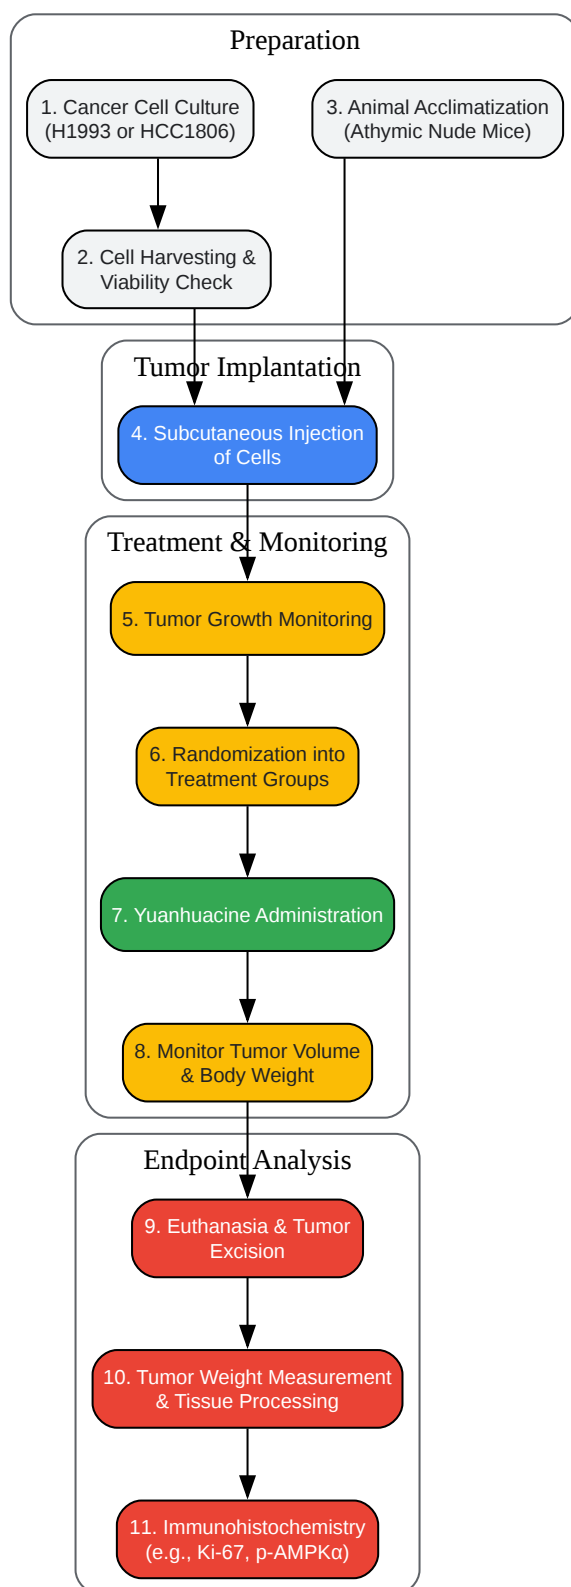 Preparation
1. Cancer Cell Culture
(H1993 or HCC1806)
3. Animal Acclimatization
(Athymic Nude Mice)
2. Cell Harvesting &
Viability Check
Tumor Implantation
4. Subcutaneous Injection
of Cells
Treatment & Monitoring
5. Tumor Growth Monitoring
6. Randomization into
Treatment Groups
7. Yuanhuacine Administration
8. Monitor Tumor Volume
& Body Weight
Endpoint Analysis
9. Euthanasia & Tumor
Excision
10. Tumor Weight Measurement
& Tissue Processing
11. Immunohistochemistry
(e.g., Ki-67, p-AMPKα)